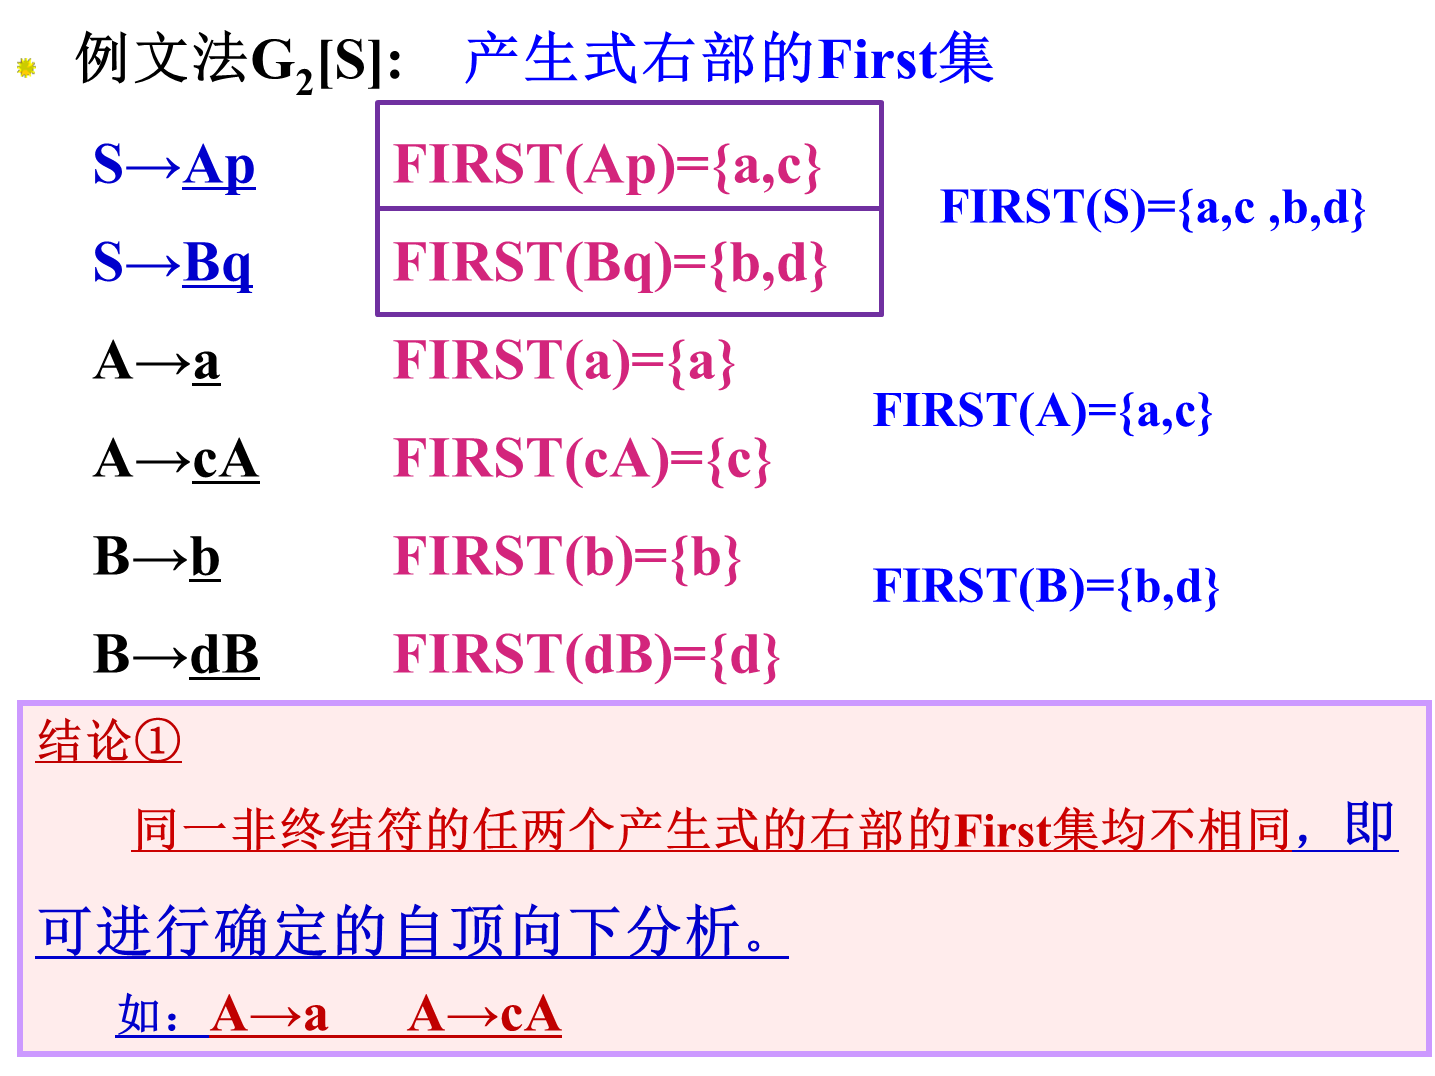 例文法G₂[S]: 产生式右部的First集
S→Ap FIRST(Ap)={a,c}
FIRST(S)={a,c ,b,d}
S→Bq FIRST(Bq)={b,d}
A→a FIRST(a)={a}
FIRST(A)={a,c}
A→cA FIRST(cA)={c}
B→b FIRST(b)={b}
FIRST(B)={b,d}
B→dB FIRST(dB)={d}
结论①
同一非终结符的任两个产生式的右部的First集均不相同，即
可进行确定的自顶向下分析。
如：A→a A→cA